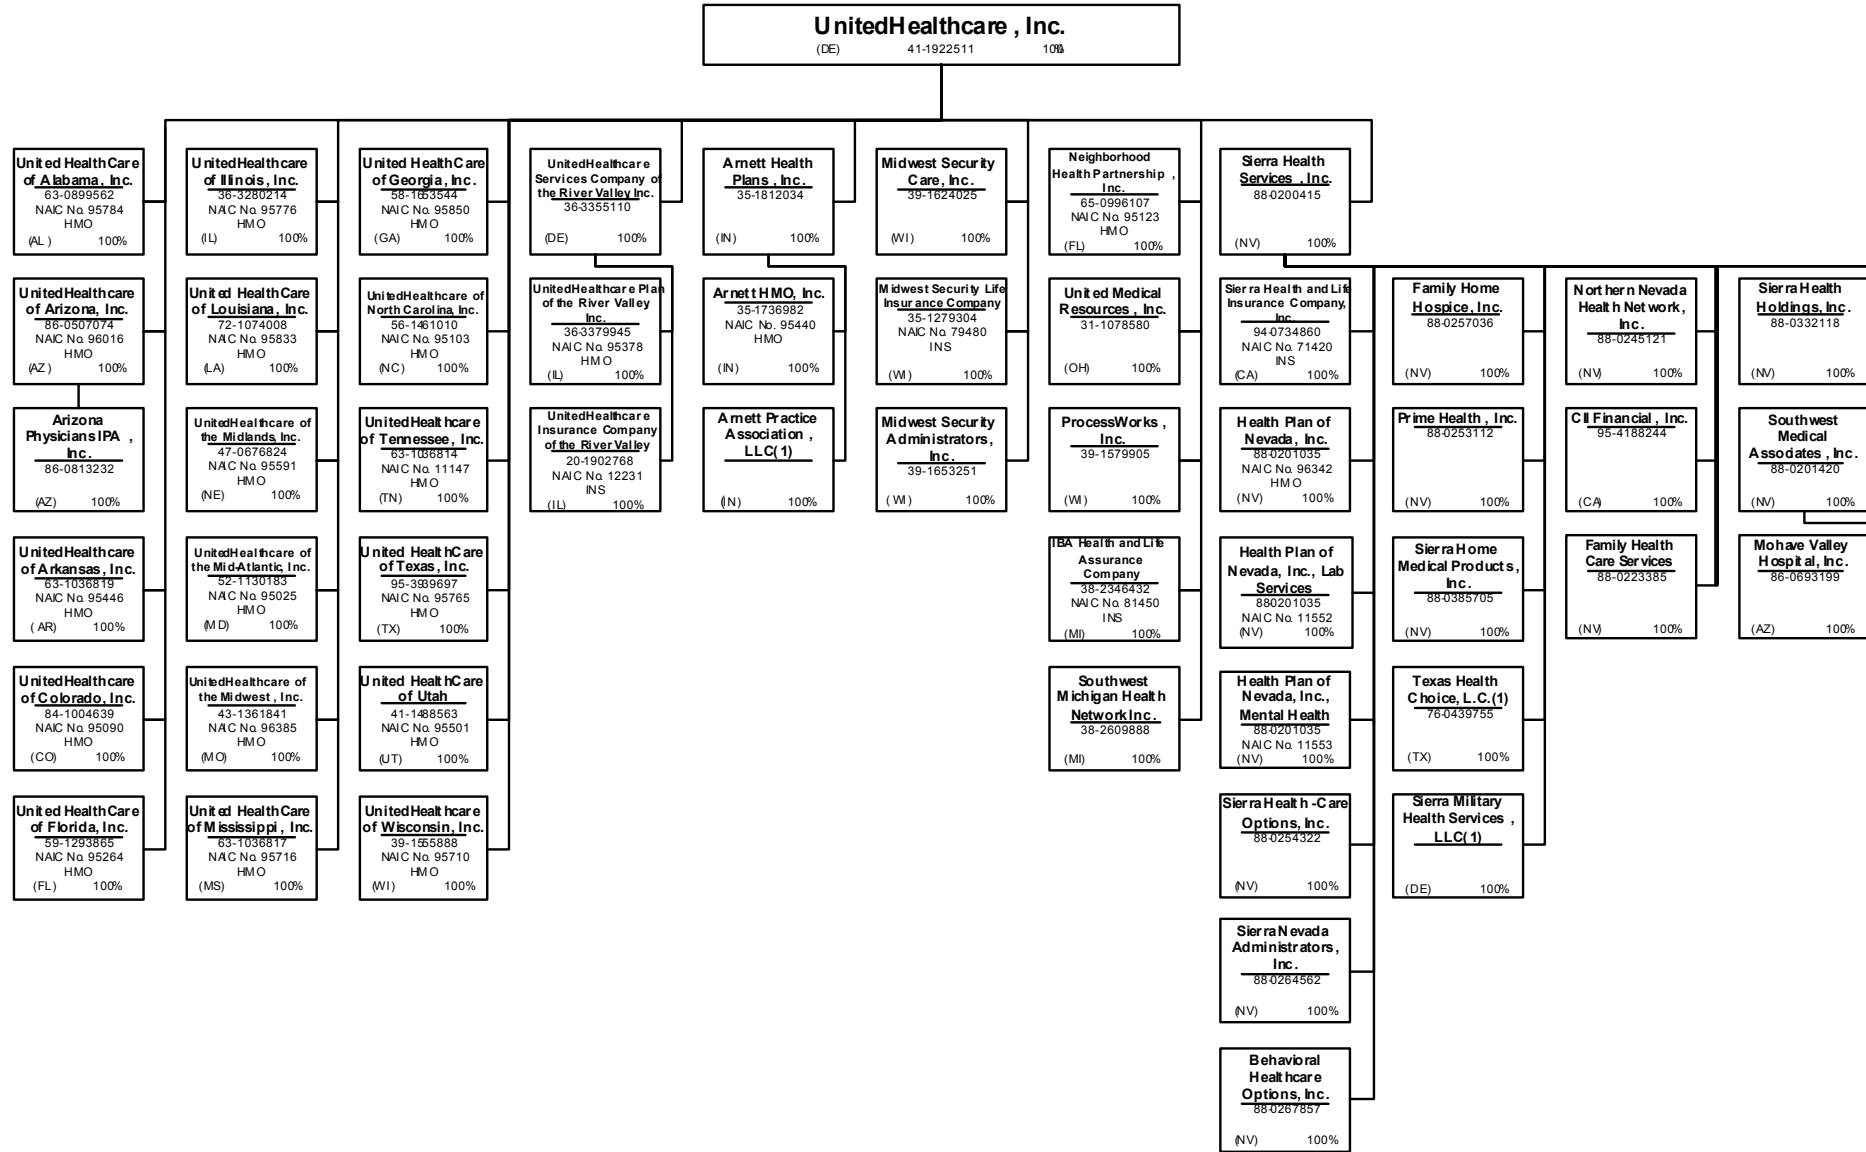 UnitedHealthcare, Inc.
(DE) 41-1922511 100%
United HealthCare
of Alabama, Inc.
63-0899562
NAIC No. 95784
HMO
(AL) 100%
UnitedHealthcare
of Illinois, Inc.
36-3280214
NAIC No. 95776
HMO
(IL) 100%
United HealthCare
of Georgia, Inc.
58-1653544
NAIC No. 95850
HMO
(GA) 100%
UnitedHealthcare
Services Company of
the River Valley Inc.
36-3355110
(DE) 100%
Arnett Health
Plans, Inc.
35-1812034
(IN) 100%
Midwest Security
Care, Inc.
39-1624025
(WI) 100%
Neighborhood
Health Partnership,
Inc.
65-0996107
NAIC No. 95123
HMO
(FL) 100%
Sierra Health
Services, Inc.
88-0200415
(NV) 100%
UnitedHealthcare
of Arizona, Inc.
86-0507074
NAIC No. 96016
HMO
(AZ) 100%
United HealthCare
of Louisiana, Inc.
72-1074008
NAIC No. 95833
HMO
(LA) 100%
UnitedHealthcare of
North Carolina, Inc.
56-1461010
NAIC No. 95103
HMO
(NC) 100%
UnitedHealthcare Plan
of the River Valley
Inc.
36-3379945
NAIC No. 95378
HMO
(IL) 100%
Arnett HMO, Inc.
35-1736982
NAIC No. 95440
HMO
(IN) 100%
Midwest Security Life
Insurance Company
35-1279304
NAIC No. 79480
INS
(WI) 100%
United Medical
Resources, Inc.
31-1078580
(OH) 100%
Sierra Health and Life
Insurance Company,
Inc.
94-0734860
NAIC No. 71420
INS
(CA) 100%
Family Home
Hospice, Inc.
88-0257036
(NV) 100%
Northern Nevada
Health Network,
Inc.
88-0245121
(NV) 100%
Sierra Health
Holdings, Inc.
88-0332118
(NV) 100%
Arizona
Physicians IPA,
Inc.
86-0813232
(AZ) 100%
UnitedHealthcare of
the Midlands, Inc.
47-0676824
NAIC No. 95591
HMO
(NE) 100%
UnitedHealthcare
of Tennessee, Inc.
63-1036814
NAIC No. 11147
HMO
(TN) 100%
UnitedHealthcare
Insurance Company
of the River Valley
20-1902768
NAIC No. 12231
INS
(IL) 100%
Arnett Practice
Association,
LLC(1)
(IN) 100%
Midwest Security
Administrators,
Inc.
39-1653251
(WI) 100%
ProcessWorks,
Inc.
39-1579905
(WI) 100%
Health Plan of
Nevada, Inc.
88-0201035
NAIC No. 96342
HMO
(NV) 100%
Prime Health, Inc.
88-0253112
(NV) 100%
CII Financial, Inc.
95-4188244
(CA) 100%
Southwest
Medical
Associates, Inc.
88-0201420
(NV) 100%
UnitedHealthcare
of Arkansas, Inc.
63-1036819
NAIC No. 95446
HMO
(AR) 100%
UnitedHealthcare of
the Mid-Atlantic, Inc.
52-1130183
NAIC No. 95025
HMO
(MD) 100%
United HealthCare
of Texas, Inc.
95-3939697
NAIC No. 95765
HMO
(TX) 100%
IBA Health and Life
Assurance
Company
38-2346432
NAIC No. 81450
INS
(MI) 100%
Health Plan of
Nevada, Inc., Lab
Services
88-0201035
NAIC No. 11552
(NV) 100%
Sierra Home
Medical Products,
Inc.
88-0385705
(NV) 100%
Family Health
Care Services
88-0223385
(NV) 100%
Mohave Valley
Hospital, Inc.
86-0693199
(AZ) 100%
UnitedHealthcare
of Colorado, Inc.
84-1004639
NAIC No. 95090
HMO
(CO) 100%
UnitedHealthcare of
the Midwest, Inc.
43-1361841
NAIC No. 96385
HMO
(MO) 100%
United HealthCare
of Utah
41-1488563
NAIC No. 95501
HMO
(UT) 100%
Southwest
Michigan Health
Network Inc.
38-2609888
(MI) 100%
Health Plan of
Nevada, Inc.,
Mental Health
88-0201035
NAIC No. 11553
(NV) 100%
Texas Health
Choice, L.C.(1)
76-0439755
(TX) 100%
United HealthCare
of Florida, Inc.
59-1293865
NAIC No. 95264
HMO
(FL) 100%
United HealthCare
of Mississippi, Inc.
63-1036817
NAIC No. 95716
HMO
(MS) 100%
UnitedHealthcare
of Wisconsin, Inc.
39-1555888
NAIC No. 95710
HMO
(WI) 100%
Sierra Health-Care
Options, Inc.
88-0254322
(NV) 100%
Sierra Military
Health Services,
LLC(1)
(DE) 100%
Sierra Nevada
Administrators,
Inc.
88-0264562
(NV) 100%
Behavioral
Healthcare
Options, Inc.
88-0267857
(NV) 100%